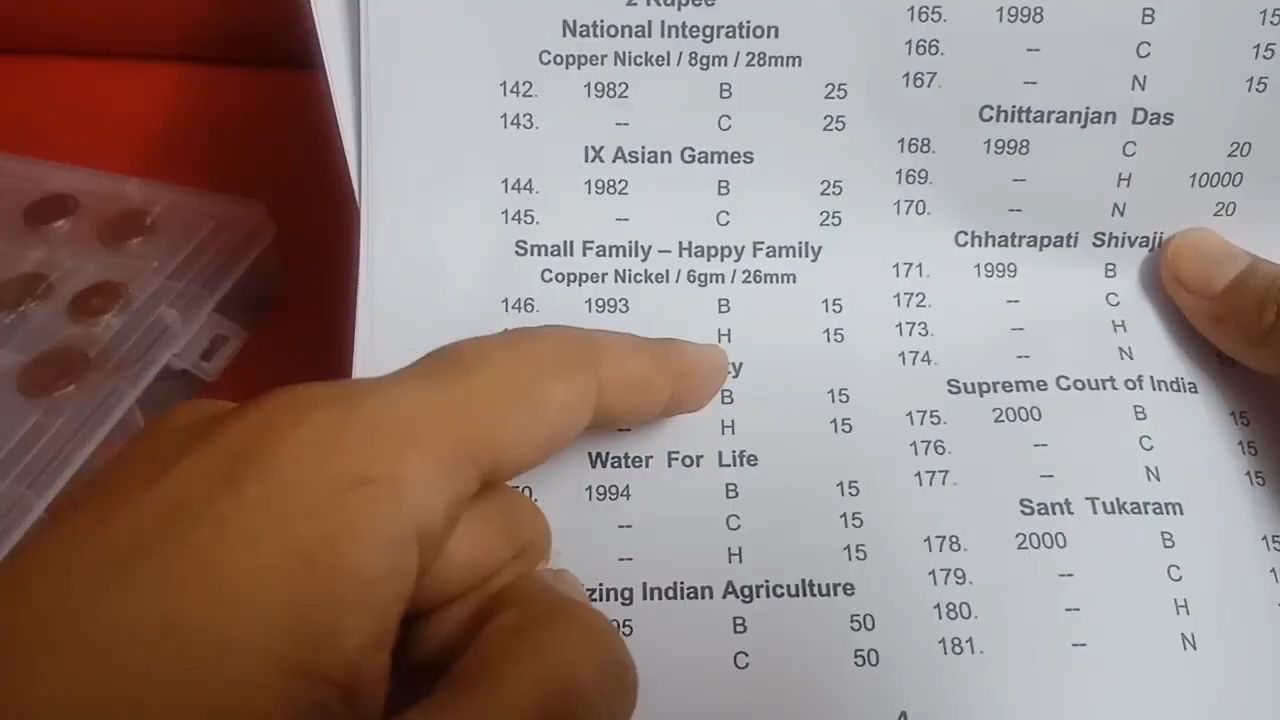 2 Rupee
National Integration
Copper Nickel / 8gm / 28mm
142. 1982 B 25
143. -- C 25
IX Asian Games
144. 1982 B 25
145. -- C 25
Small Family – Happy Family
Copper Nickel / 6gm / 26mm
146. 1993 B 15
H 15
B 15
-- H 15
Water For Life
1994 B 15
-- C 15
-- H 15
Indian Agriculture
B 50
C 50
165. 1998 B 15
166. -- C 15
167. -- N 15
Chittaranjan Das
168. 1998 C 20
169. -- H 10000
170. -- N 20
Chhatrapati Shivaji
171. 1999 B
172. -- C
173. -- H
174. -- N
Supreme Court of India
175. 2000 B 15
176. -- C 15
177. -- N 15
Sant Tukaram
178. 2000 B 15
179. -- C
180. -- H
181. -- N